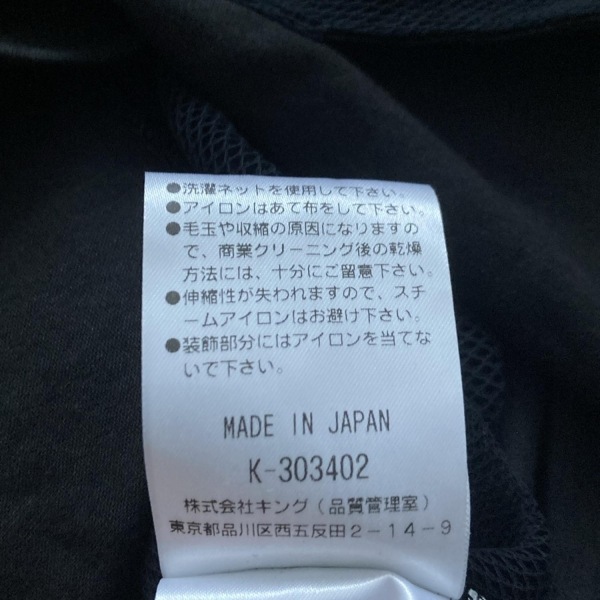 ●洗濯ネットを使用して下さい。
●アイロンはあて布をして下さい。
●毛玉や収縮の原因になりますの
で、商業クリーニング後の乾燥
方法には、十分にご留意下さい。
●伸縮性が失われますので、スチ
ームアイロンはお避け下さい。
●装飾部分にはアイロンを当てな
いで下さい。
MADE IN JAPAN
K-303402
株式会社キング(品質管理室)
東京都品川区西五反田2-14-9